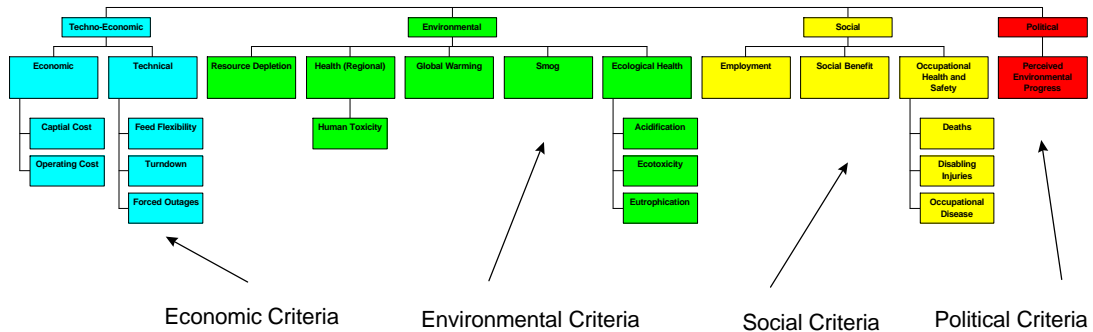 Techno-Economic
Environmental
Social
Political
Economic
Technical
Resource Depletion
Health (Regional)
Global Warming
Smog
Ecological Health
Employment
Social Benefit
Occupational
Health and
Safety
Perceived
Environmental
Progress
Captial Cost
Feed Flexibility
Human Toxicity
Acidification
Deaths
Operating Cost
Turndown
Ecotoxicity
Disabling
Injuries
Forced Outages
Eutrophication
Occupational
Disease
Economic Criteria
Environmental Criteria
Social Criteria
Political Criteria